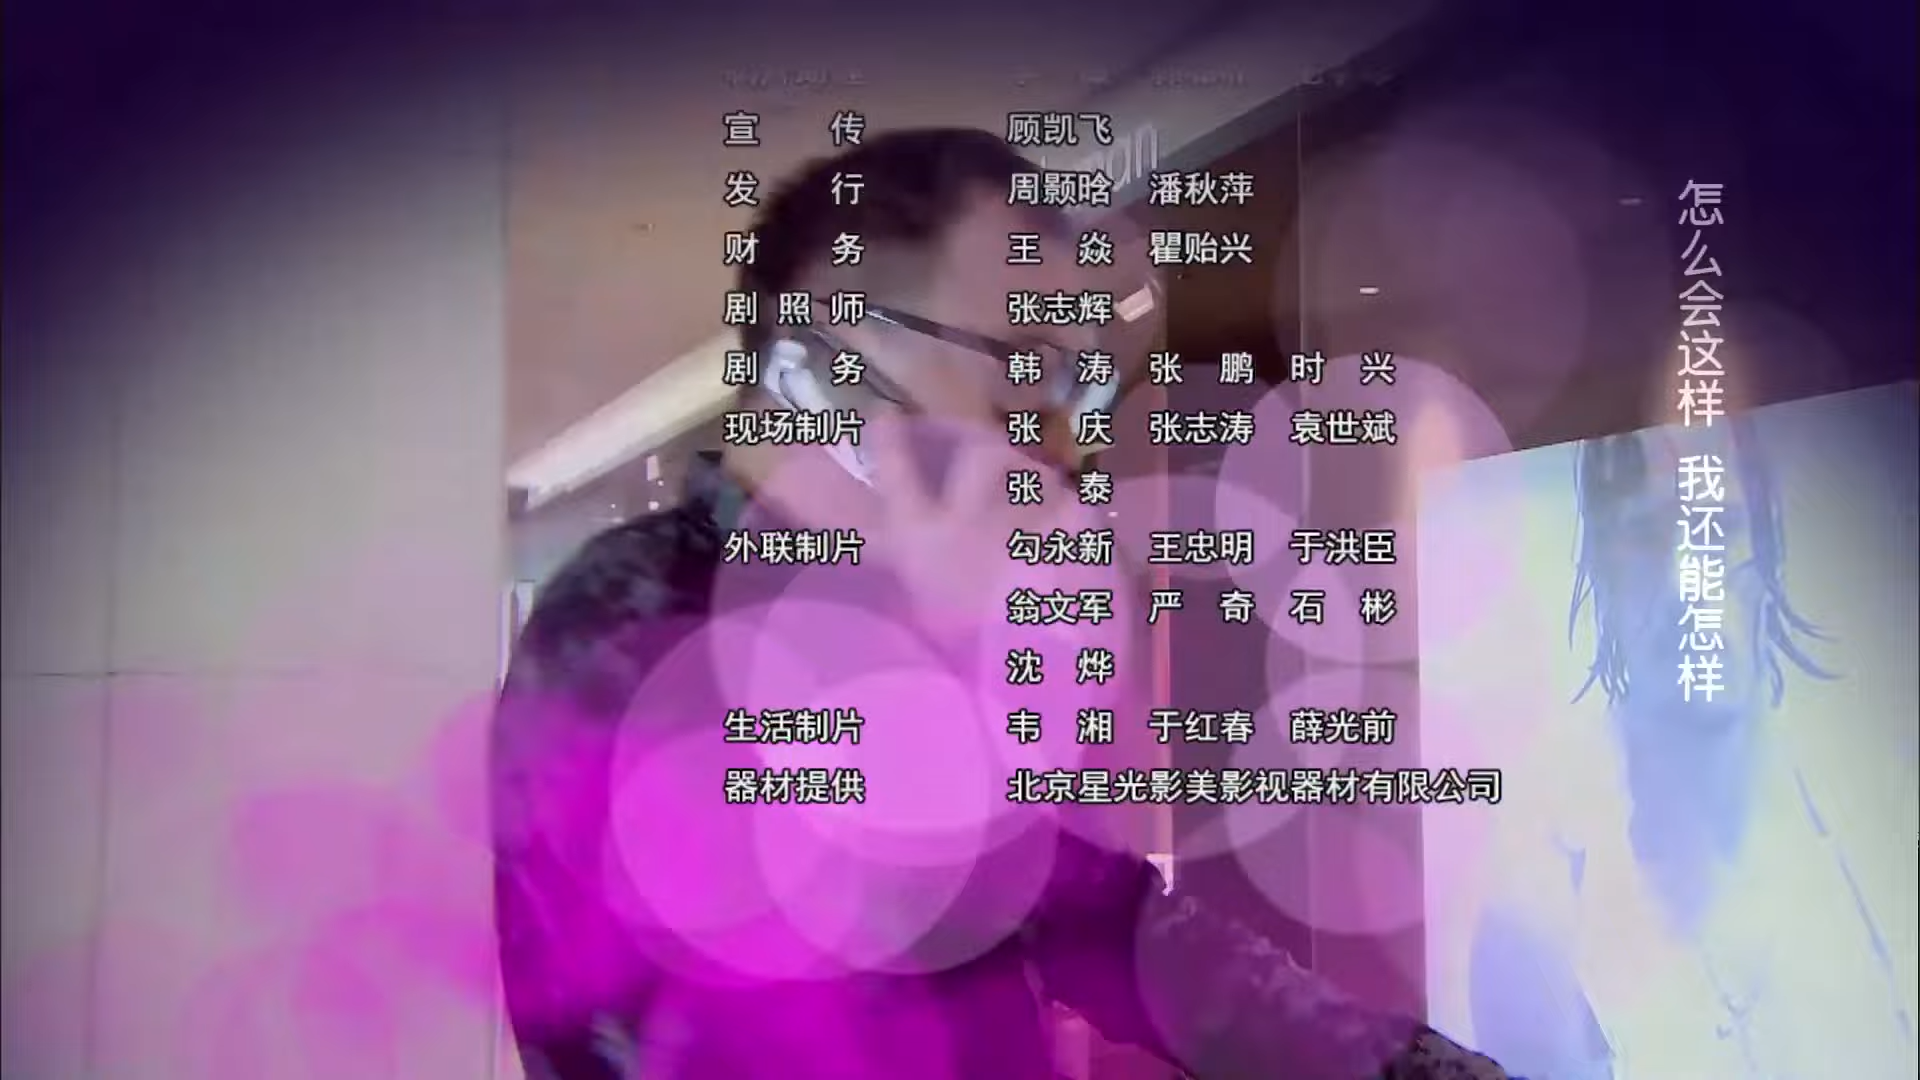 宣 传 顾凯飞
发 行 周颢晗 潘秋萍
财 务 王 焱 瞿贻兴
剧 照 师 张志辉
剧 务 韩 涛 张 鹏 时 兴
现场制片 张 庆 张志涛 袁世斌
张 泰
外联制片 勾永新 王忠明 于洪臣
翁文军 严 奇 石 彬
沈 烨
生活制片 韦 湘 于红春 薛光前
器材提供 北京星光影美影视器材有限公司
怎么会这样 我还能怎样